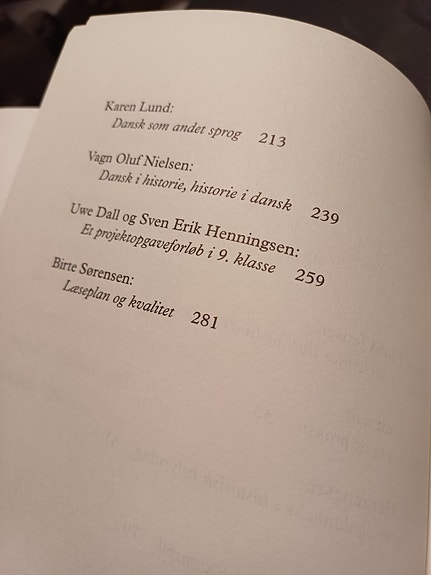 Karen Lund:
Dansk som andet sprog 213
Vagn Oluf Nielsen:
Dansk i historie, historie i dansk 239
Uwe Dall og Sven Erik Henningsen:
Et projektopgaveforløb i 9. klasse 259
Birte Sørensen:
Læseplan og kvalitet 281